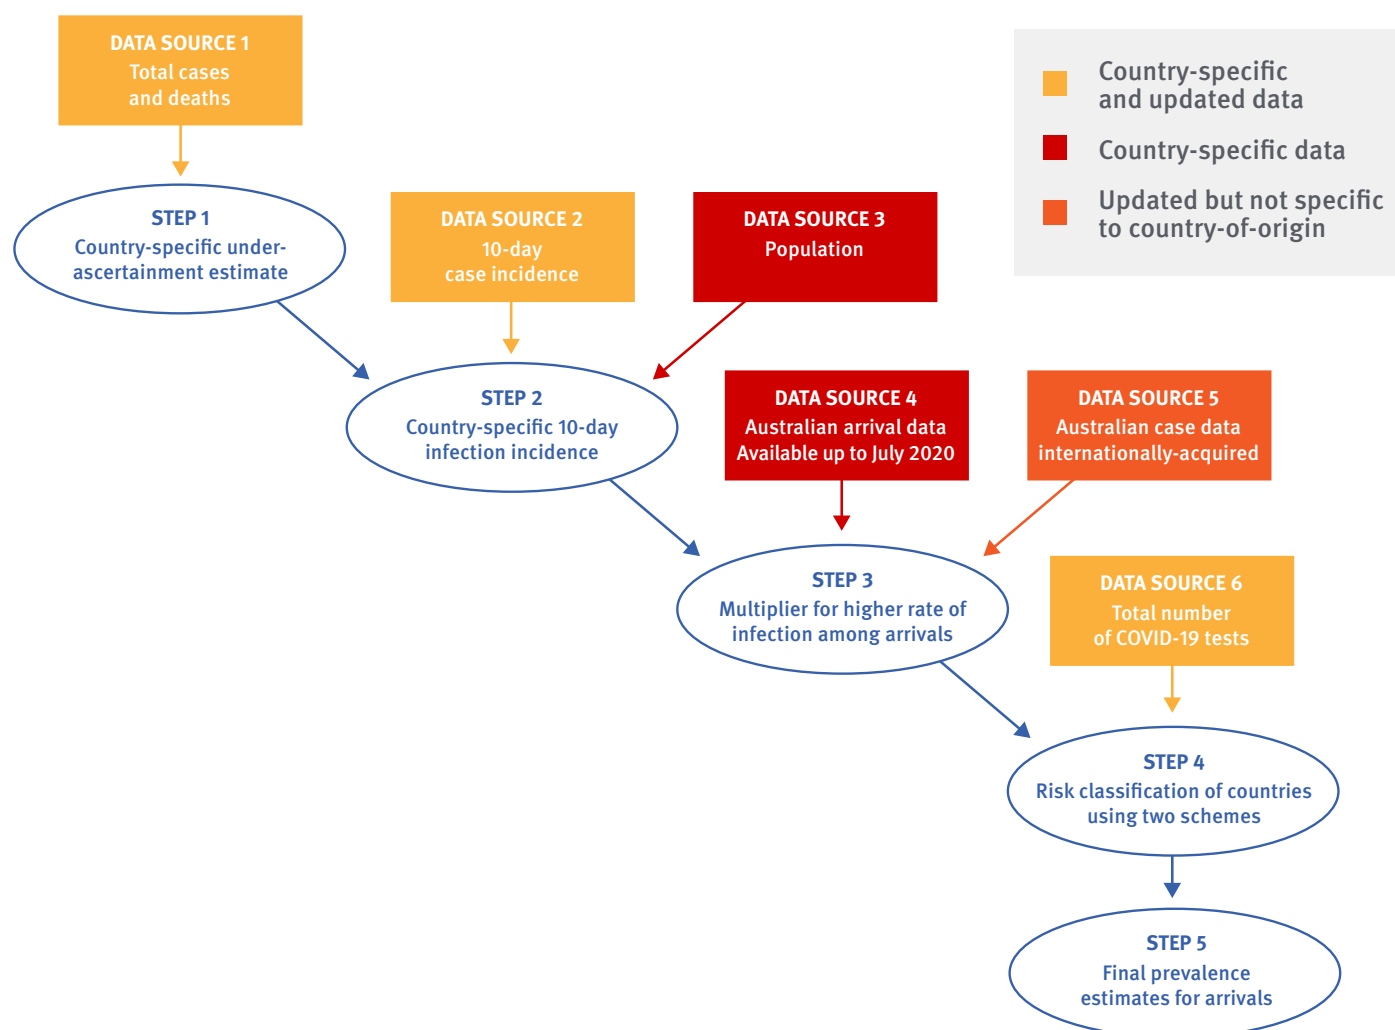 DATA SOURCE 1
Total cases
and deaths
Country-specific
and updated data
Country-specific data
Updated but not specific
to country-of-origin
STEP 1
Country-specific under-
ascertainment estimate
DATA SOURCE 2
10-day
case incidence
DATA SOURCE 3
Population
STEP 2
Country-specific 10-day
infection incidence
DATA SOURCE 4
Australian arrival data
Available up to July 2020
DATA SOURCE 5
Australian case data
internationally-acquired
STEP 3
Multiplier for higher rate of
infection among arrivals
DATA SOURCE 6
Total number
of COVID-19 tests
STEP 4
Risk classification of countries
using two schemes
STEP 5
Final prevalence
estimates for arrivals